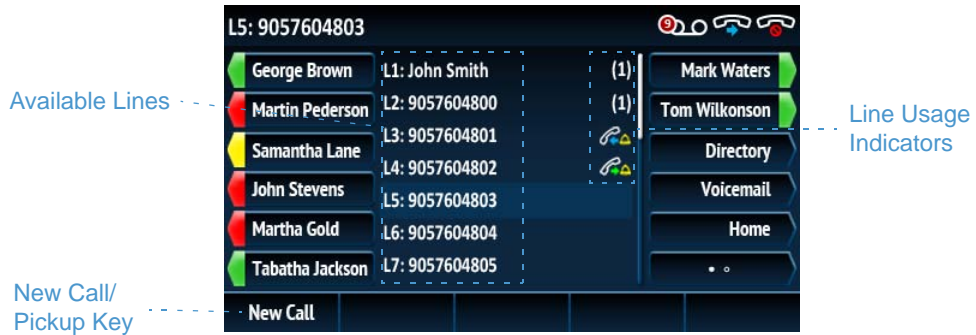 L5: 9057604803
9
George Brown
L1: John Smith (1)
Mark Waters
Available Lines
Martin Pederson
L2: 9057604800 (1)
Tom Wilkonson
Line Usage
Indicators
Samantha Lane
L3: 9057604801
Directory
L4: 9057604802
John Stevens
L5: 9057604803
Voicemail
Martha Gold
L6: 9057604804
Home
Tabatha Jackson
L7: 9057604805
New Call/
Pickup Key
New Call